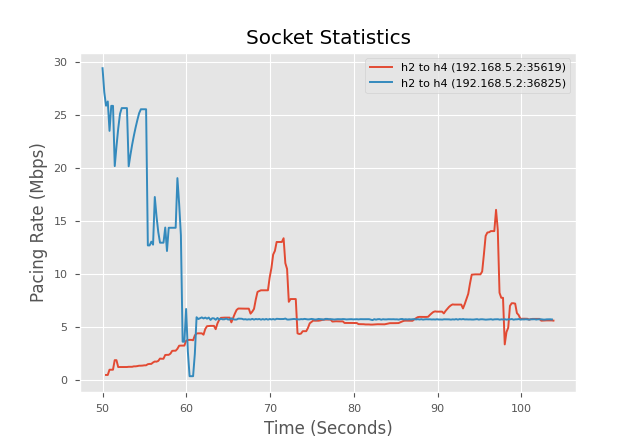 Socket Statistics
h2 to h4 (192.168.5.2:35619)
h2 to h4 (192.168.5.2:36825)
Pacing Rate (Mbps)
30
25
20
15
10
5
0
50
60
70
80
90
100
Time (Seconds)